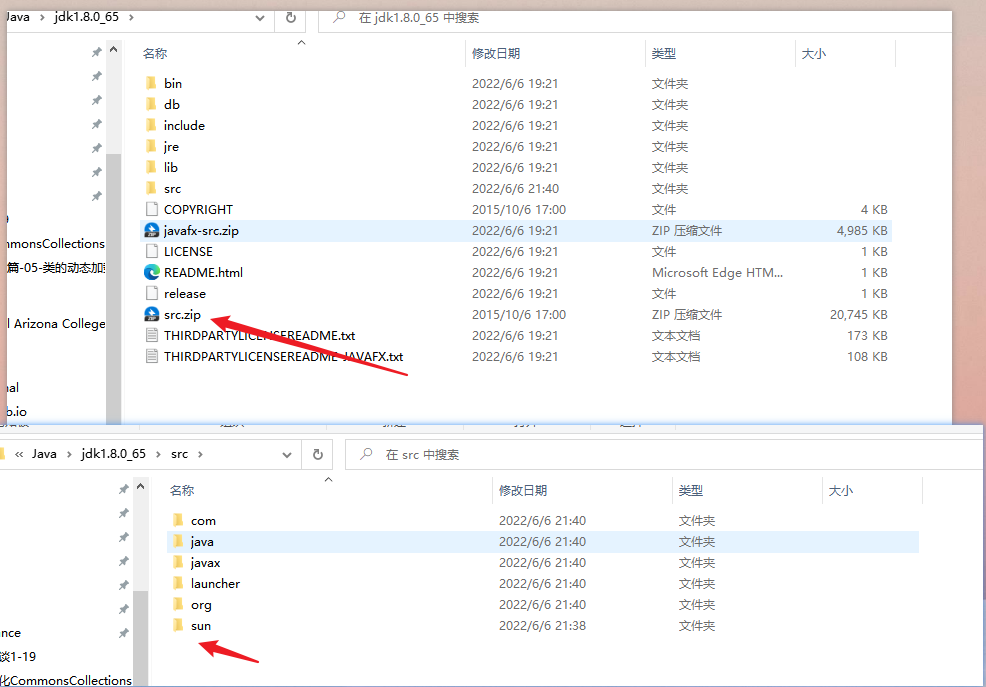 Java > jdk1.8.0_65 > 在 jdk1.8.0_65 中搜索
名称 修改日期 类型 大小
bin 2022/6/6 19:21 文件夹
db 2022/6/6 19:21 文件夹
include 2022/6/6 19:21 文件夹
jre 2022/6/6 19:21 文件夹
lib 2022/6/6 19:21 文件夹
src 2022/6/6 21:40 文件夹
COPYRIGHT 2015/10/6 17:00 文件 4 KB
javafx-src.zip 2022/6/6 19:21 ZIP 压缩文件 4,985 KB
LICENSE 2022/6/6 19:21 文件 1 KB
README.html 2022/6/6 19:21 Microsoft Edge HTM... 1 KB
release 2022/6/6 19:21 文件 1 KB
src.zip 2015/10/6 17:00 ZIP 压缩文件 20,745 KB
THIRDPARTYLICENSEREADME.txt 2022/6/6 19:21 文本文档 173 KB
THIRDPARTYLICENSEREADME-JAVAFX.txt 2022/6/6 19:21 文本文档 108 KB
nmonsCollections
篇-05-类的动态加
l Arizona College
nal
b.io
« Java > jdk1.8.0_65 > src > 在 src 中搜索
名称 修改日期 类型 大小
com 2022/6/6 21:40 文件夹
java 2022/6/6 21:40 文件夹
javax 2022/6/6 21:40 文件夹
launcher 2022/6/6 21:40 文件夹
org 2022/6/6 21:40 文件夹
sun 2022/6/6 21:38 文件夹
nce
谈1-19
化CommonsCollections